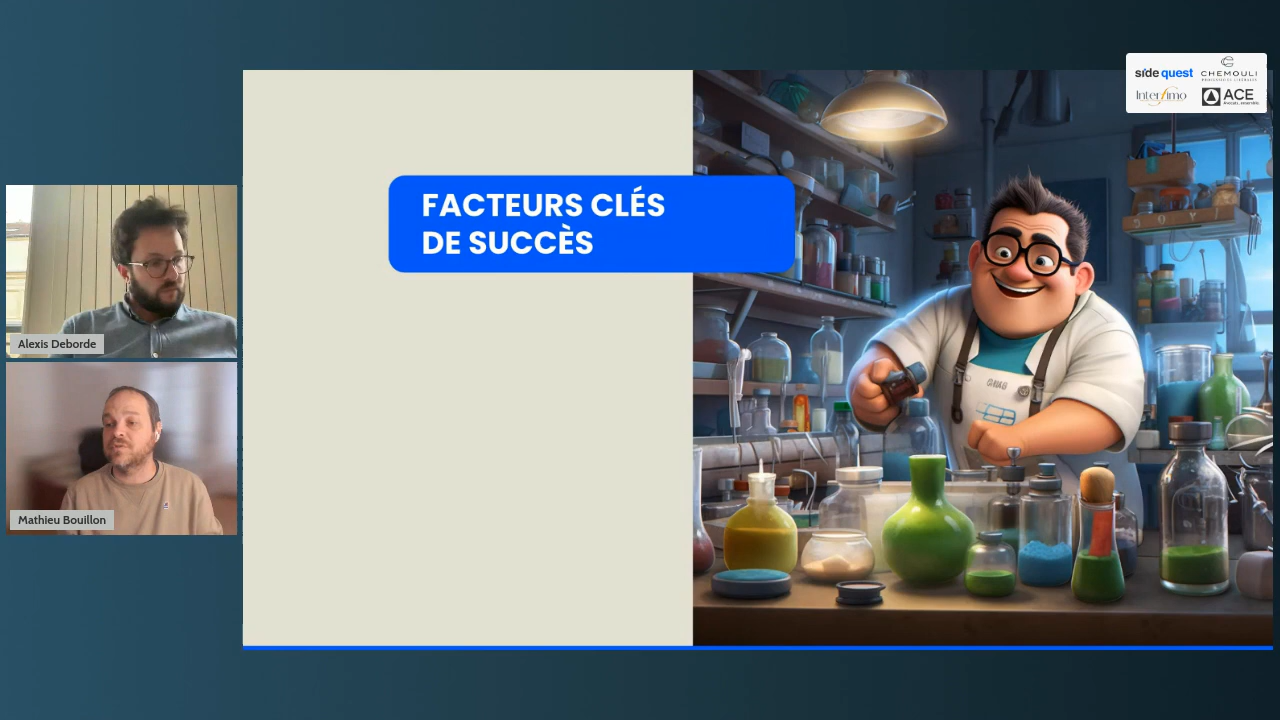 side quest
CHEMOULI
Interfimo
ACE
FACTEURS CLÉS
DE SUCCÈS
Alexis Deborde
Mathieu Bouillon